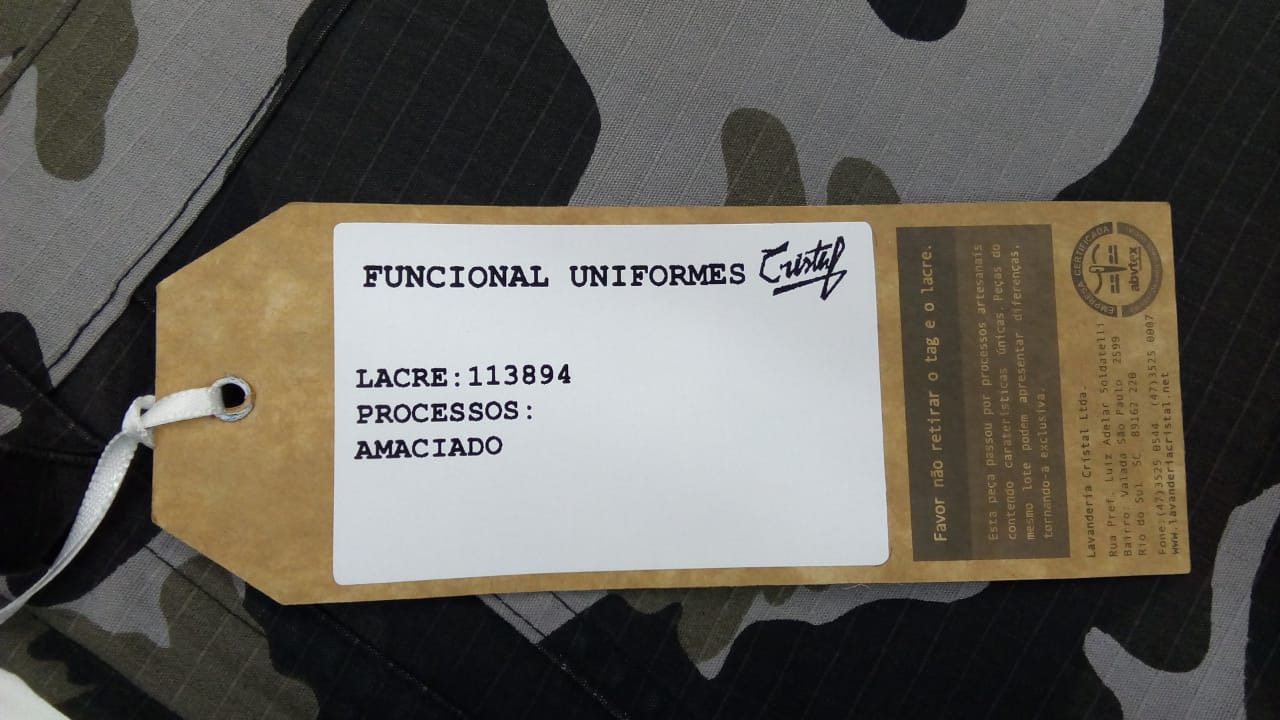 FUNCIONAL UNIFORMES Cristal
LACRE:113894
PROCESSOS:
AMACIADO
Favor não retirar o tag e o lacre.
Esta peça passou por processos artesanais
contendo caraterísticas únicas. Peças do
mesmo lote podem apresentar diferenças,
tornando-a exclusiva.
EMPRESA CERTIFICADA
abvtex
Lavanderia Cristal Ltda.
Rua Pref. Luiz Adelar Soldatelli
Bairro: Valada São Paulo 2599
Rio do Sul SC 89162 220
Fone:(47)3525 0544 (47)3525 0007
www.lavanderiacristal.net